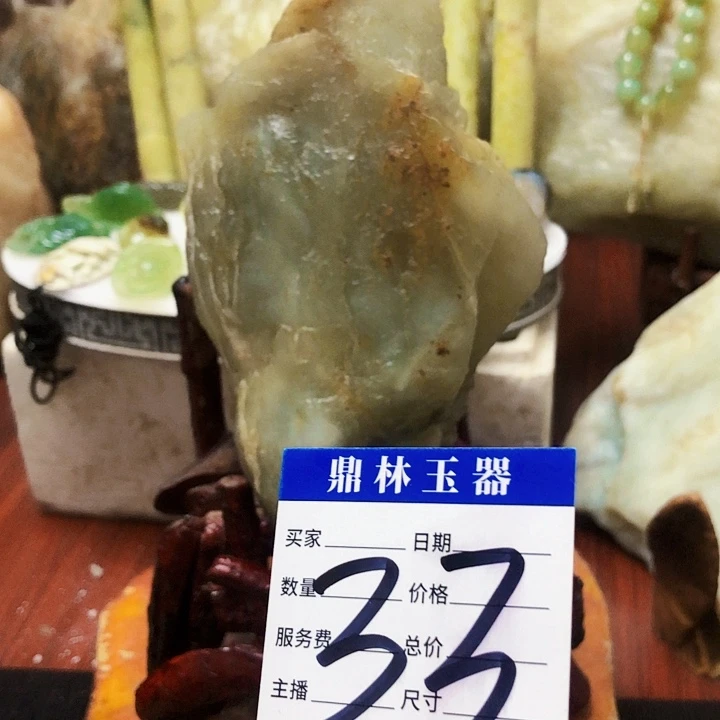 鼎林玉器
买家 日期
数量 价格
服务费 总价
主播 尺寸
33